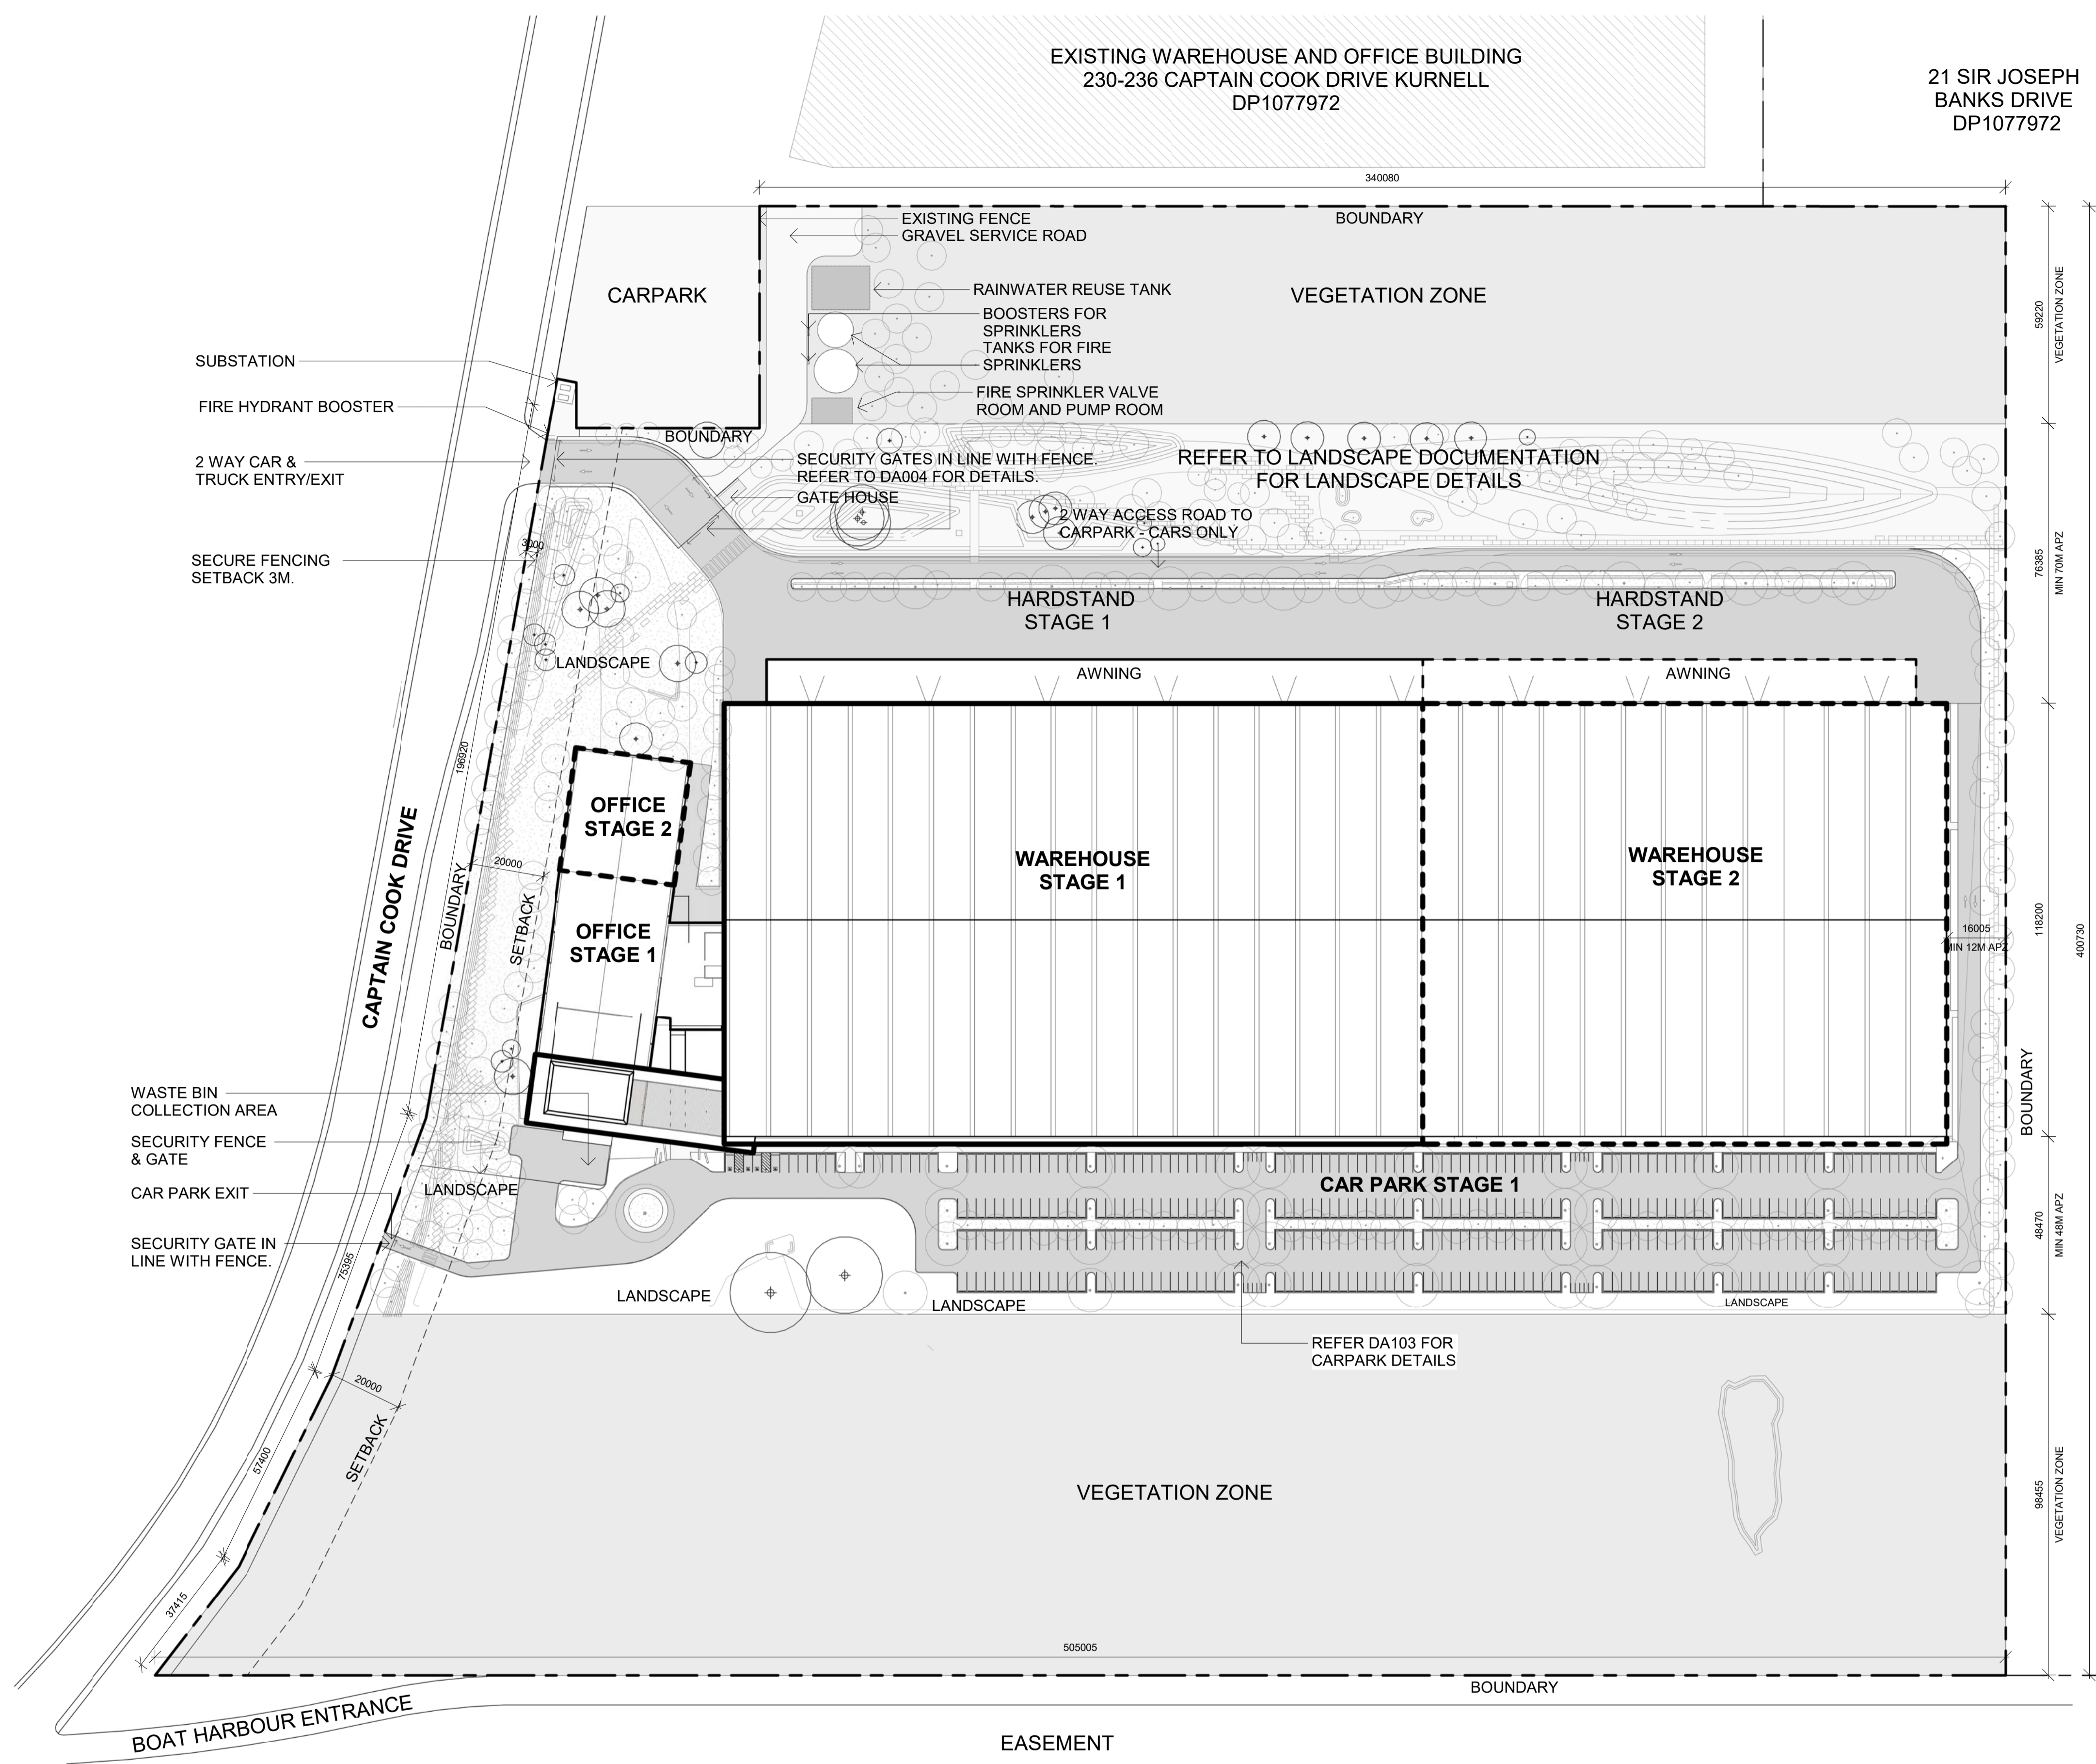 EXISTING WAREHOUSE AND OFFICE BUILDING
230-236 CAPTAIN COOK DRIVE KURNELL
DP1077972
21 SIR JOSEPH
BANKS DRIVE
DP1077972
340080
EXISTING FENCE
GRAVEL SERVICE ROAD
BOUNDARY
CARPARK
RAINWATER REUSE TANK
VEGETATION ZONE
BOOSTERS FOR
SPRINKLERS
TANKS FOR FIRE
SPRINKLERS
59220
VEGETATION ZONE
SUBSTATION
FIRE HYDRANT BOOSTER
FIRE SPRINKLER VALVE
ROOM AND PUMP ROOM
BOUNDARY
2 WAY CAR &
TRUCK ENTRY/EXIT
SECURITY GATES IN LINE WITH FENCE.
REFER TO DA004 FOR DETAILS.
GATE HOUSE
REFER TO LANDSCAPE DOCUMENTATION
FOR LANDSCAPE DETAILS
2 WAY ACCESS ROAD TO
CARPARK - CARS ONLY
3000
SECURE FENCING
SETBACK 3M.
76385
MIN 70M APZ
HARDSTAND
STAGE 1
HARDSTAND
STAGE 2
LANDSCAPE
AWNING
AWNING
196920
OFFICE
STAGE 2
WAREHOUSE
STAGE 1
WAREHOUSE
STAGE 2
20000
CAPTAIN COOK DRIVE
BOUNDARY
SETBACK
OFFICE
STAGE 1
16005
MIN 12M APZ
118200
400730
BOUNDARY
WASTE BIN
COLLECTION AREA
SECURITY FENCE
& GATE
CAR PARK EXIT
LANDSCAPE
SECURITY GATE IN
LINE WITH FENCE.
75395
CAR PARK STAGE 1
48470
MIN 48M APZ
LANDSCAPE
LANDSCAPE
LANDSCAPE
REFER DA103 FOR
CARPARK DETAILS
20000
SETBACK
57400
VEGETATION ZONE
98455
VEGETATION ZONE
37415
505005
BOUNDARY
BOAT HARBOUR ENTRANCE
EASEMENT